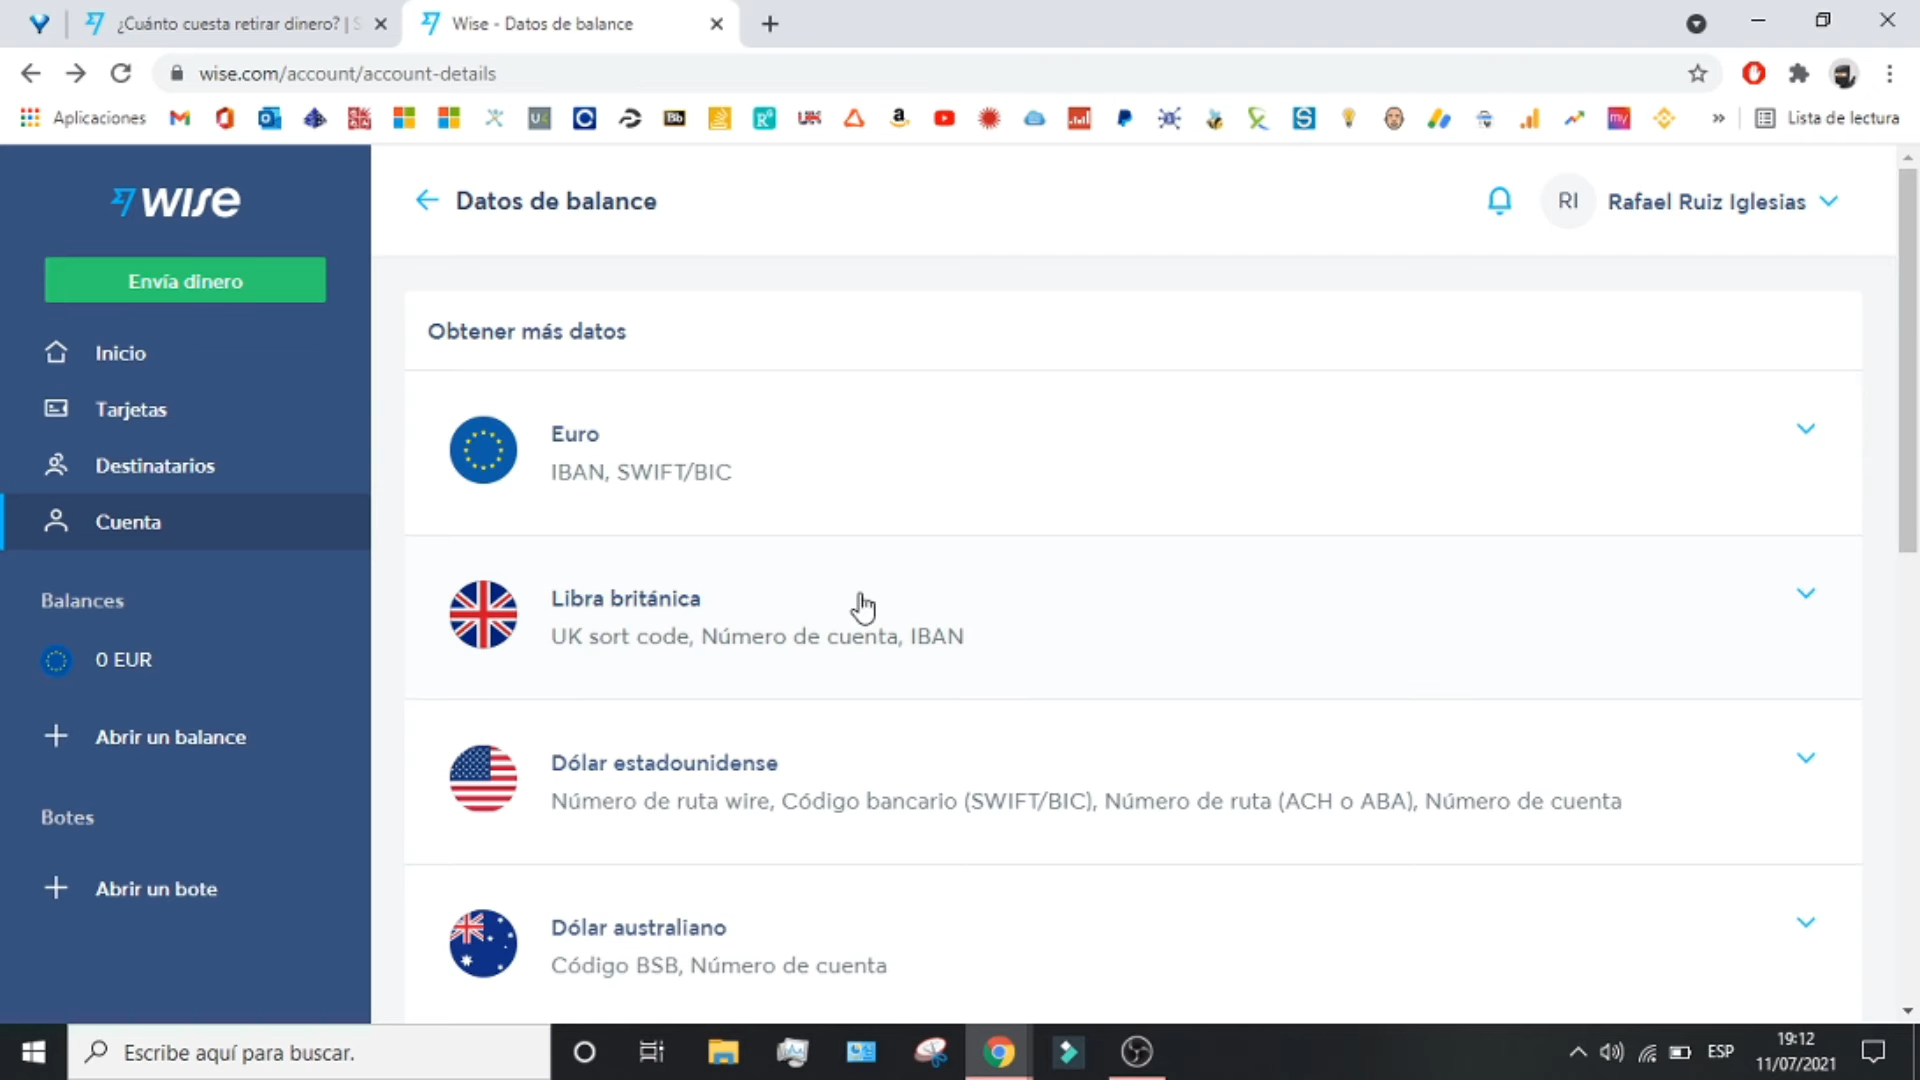 ¿Cuánto cuesta retirar dinero? | S
Wise - Datos de balance
wise.com/account/account-details
Aplicaciones
Bb
my
»
Lista de lectura
WISE
Datos de balance
RI
Rafael Ruiz Iglesias
Envía dinero
Obtener más datos
Inicio
Tarjetas
Destinatarios
Cuenta
Euro
IBAN, SWIFT/BIC
Balances
0 EUR
Abrir un balance
Botes
Abrir un bote
Libra británica
UK sort code, Número de cuenta, IBAN
Dólar estadounidense
Número de ruta wire, Código bancario (SWIFT/BIC), Número de ruta (ACH o ABA), Número de cuenta
Dólar australiano
Código BSB, Número de cuenta
Escribe aquí para buscar.
ESP
19:12
11/07/2021